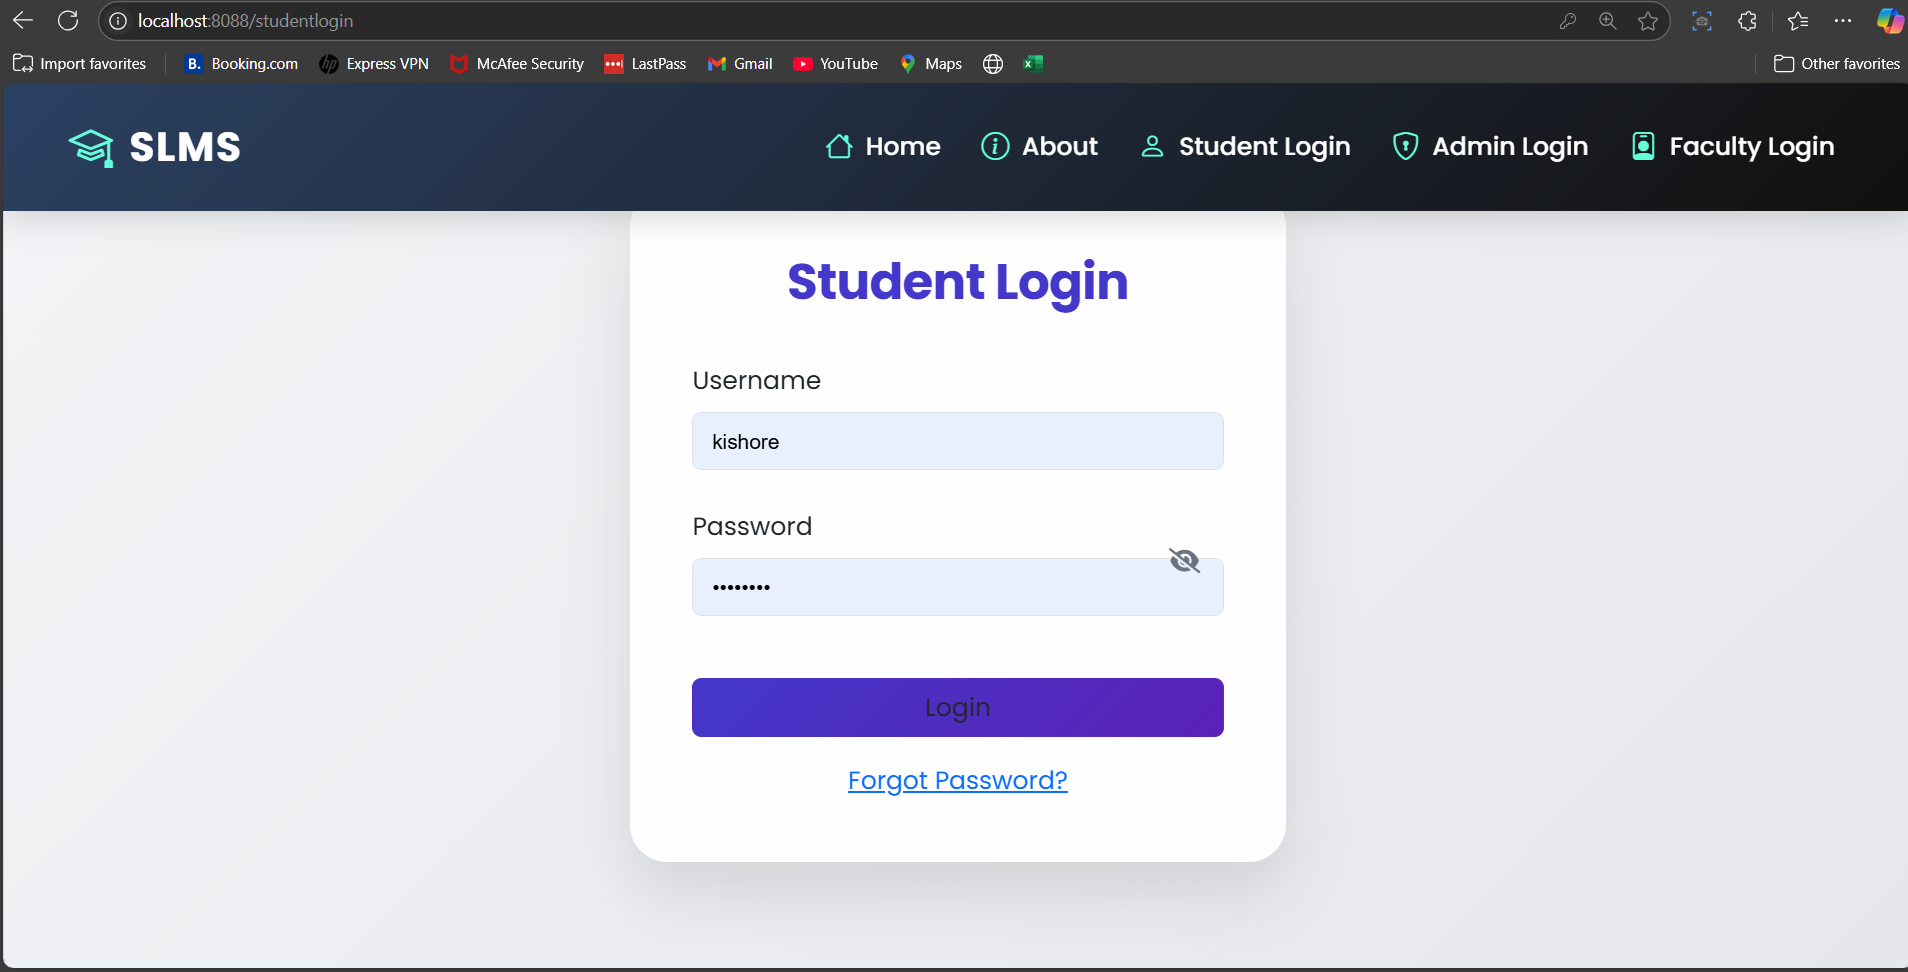 localhost:8088/studentlogin
Import favorites B. Booking.com hp Express VPN McAfee Security LastPass Gmail YouTube Maps Other favorites
SLMS Home About Student Login Admin Login Faculty Login
Student Login
Username
kishore
Password
••••••••
Login
Forgot Password?